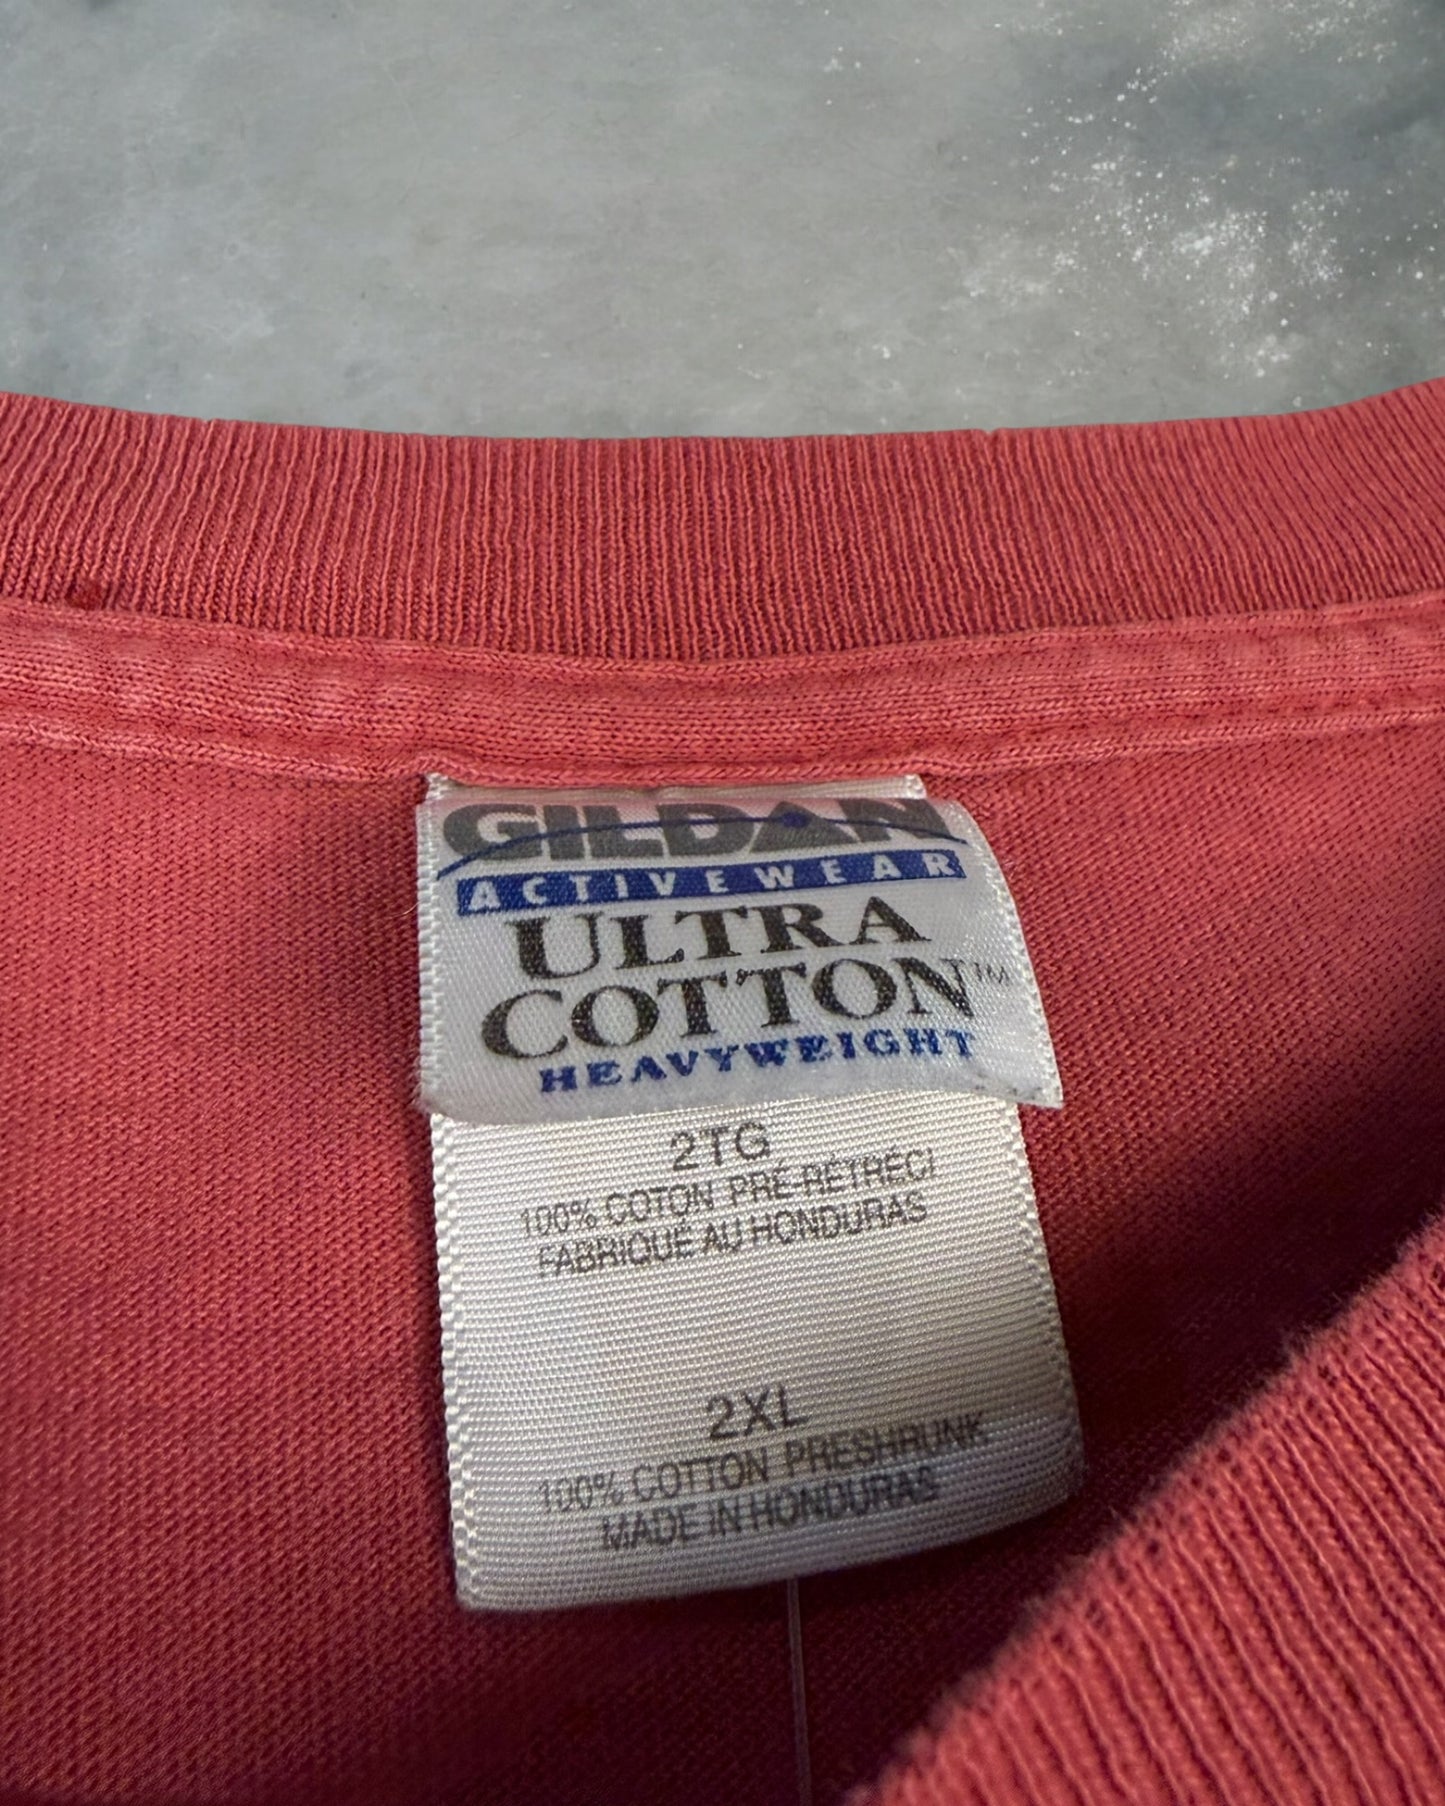 GILDAN
ACTIVEWEAR
ULTRA
COTTON™
HEAVYWEIGHT
2TG
100% COTON PRÉ-RÉTRÉCI
FABRIQUÉ AU HONDURAS
2XL
100% COTTON PRESHRUNK
MADE IN HONDURAS